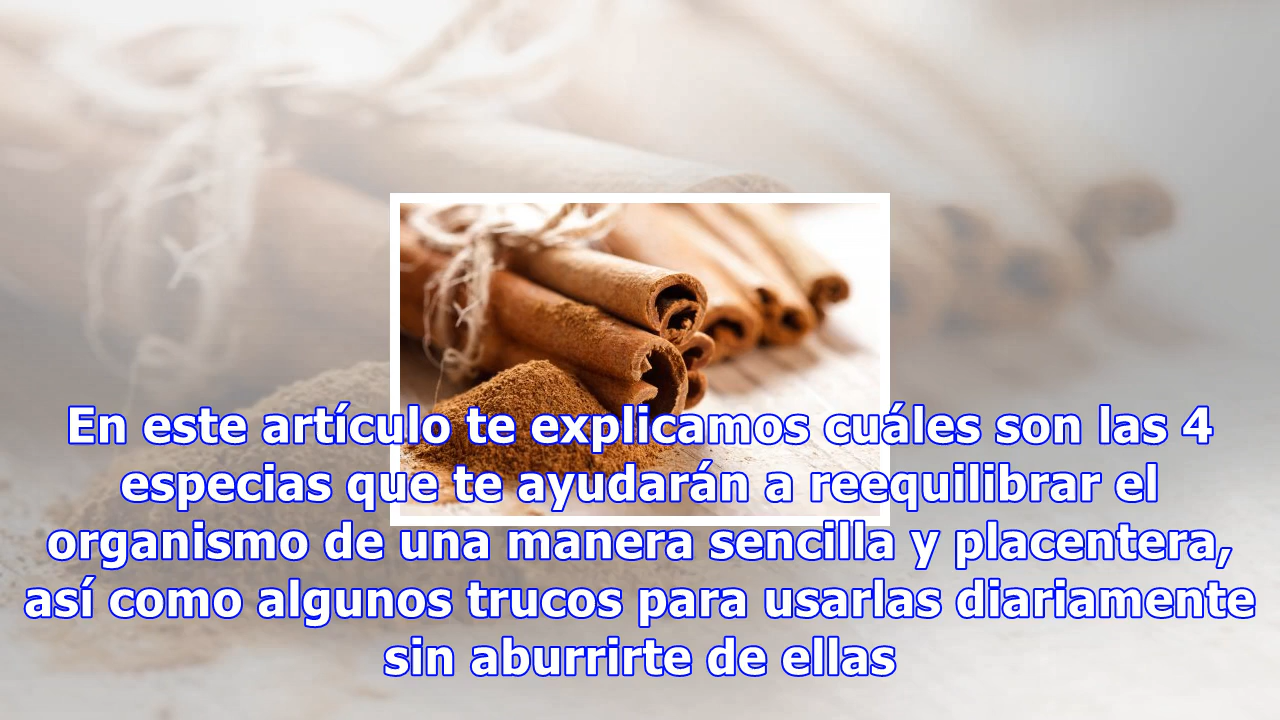 En este artículo te explicamos cuáles son las 4
especias que te ayudarán a reequilibrar el
organismo de una manera sencilla y placentera,
así como algunos trucos para usarlas diariamente
sin aburrirte de ellas